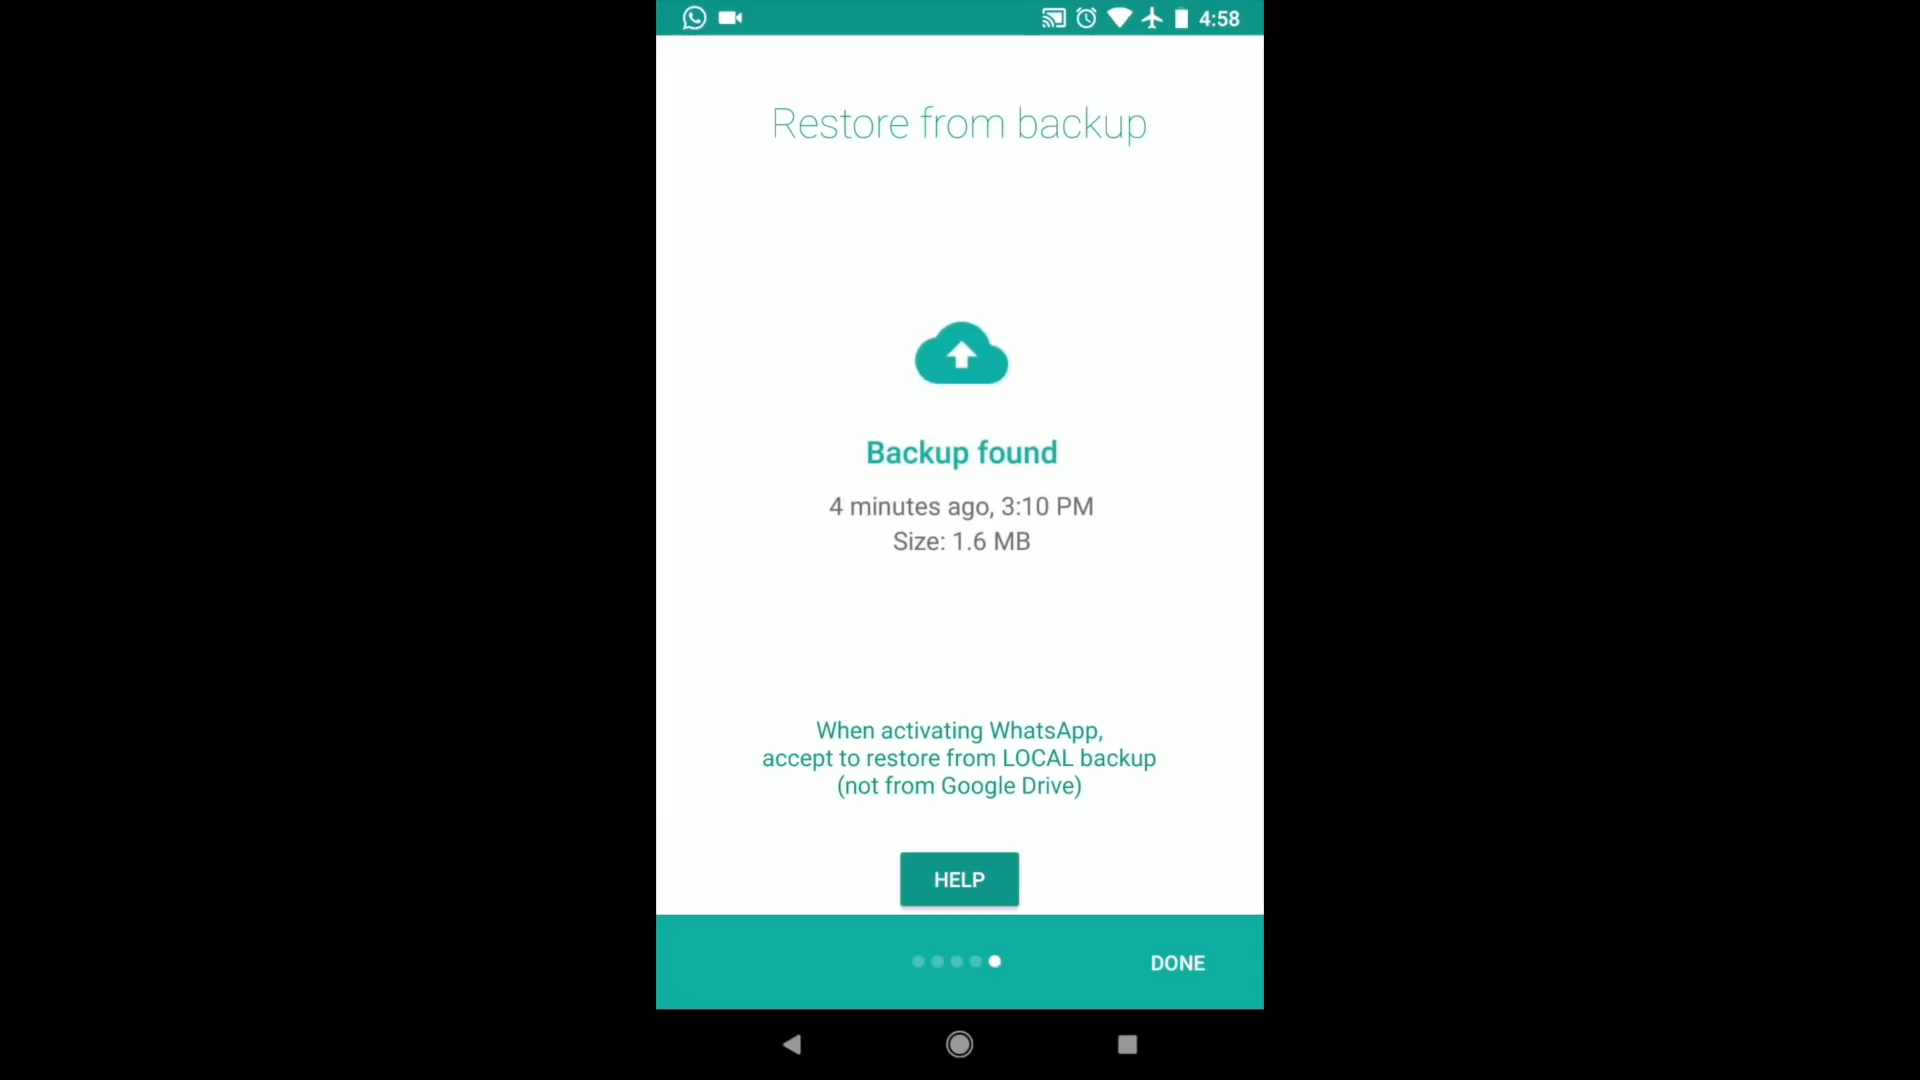 4:58
Restore from backup
Backup found
4 minutes ago, 3:10 PM
Size: 1.6 MB
When activating WhatsApp,
accept to restore from LOCAL backup
(not from Google Drive)
HELP
DONE